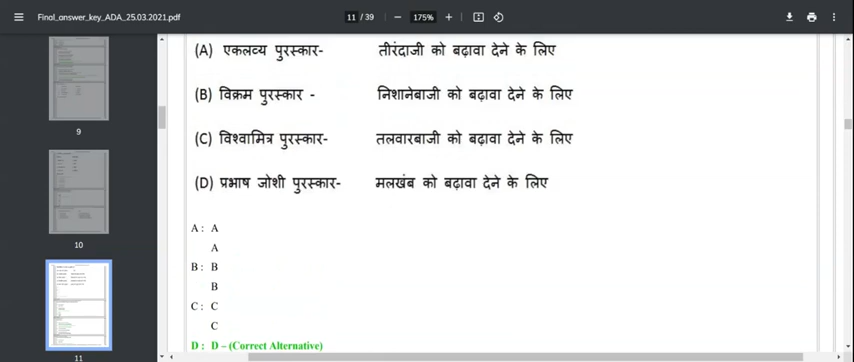 Final_answer_key_ADA_25.03.2021.pdf 11 / 39 − 175% +
(A) एकलव्य पुरस्कार- तीरंदाजी को बढ़ावा देने के लिए
(B) विक्रम पुरस्कार - निशानेबाजी को बढ़ावा देने के लिए
(C) विश्वामित्र पुरस्कार- तलवारबाजी को बढ़ावा देने के लिए
(D) प्रभाष जोशी पुरस्कार- मलखंब को बढ़ावा देने के लिए
A : A
A
B : B
B
C : C
C
D : D – (Correct Alternative)
9
10
11